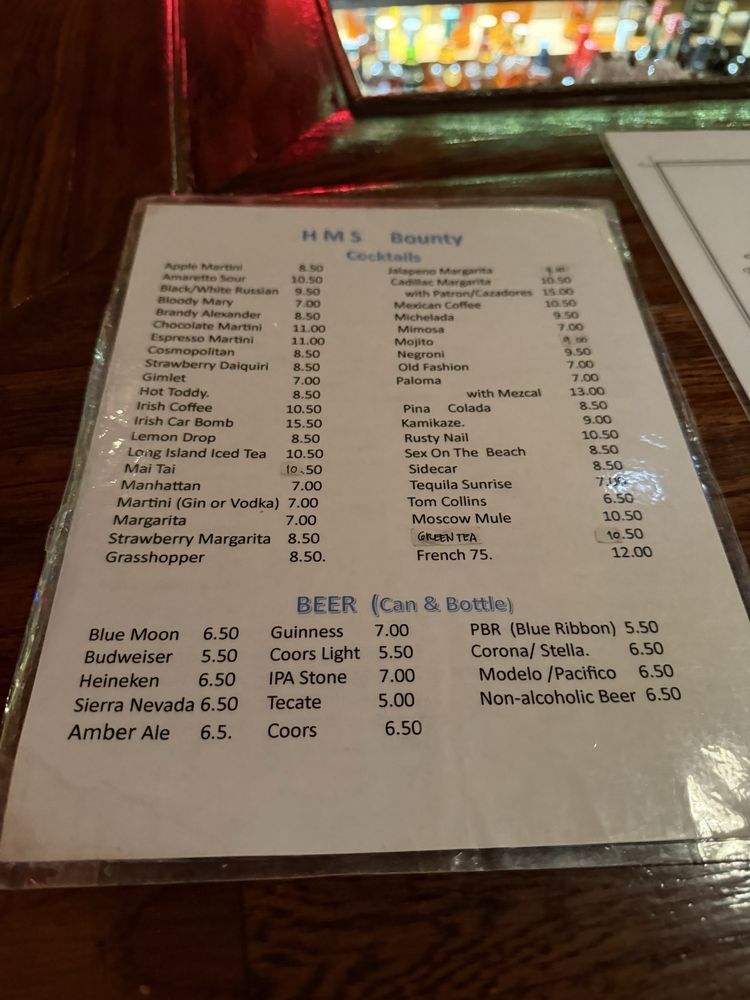 HMS Bounty
Cocktails
Apple Martini 8.50
Amaretto Sour 10.50
Black/White Russian 9.50
Bloody Mary 7.00
Brandy Alexander 8.50
Chocolate Martini 11.00
Espresso Martini 11.00
Cosmopolitan 8.50
Strawberry Daiquiri 8.50
Gimlet 7.00
Hot Toddy. 8.50
Irish Coffee 10.50
Irish Car Bomb 15.50
Lemon Drop 8.50
Long Island Iced Tea 10.50
Mai Tai 10.50
Manhattan 7.00
Martini (Gin or Vodka) 7.00
Margarita 7.00
Strawberry Margarita 8.50
Grasshopper 8.50.
Jalapeno Margarita
Cadillac Margarita 10.50
with Patron/Cazadores 15.00
Mexican Coffee 10.50
Michelada 9.50
Mimosa 7.00
Mojito
Negroni 9.50
Old Fashion 7.00
Paloma 7.00
with Mezcal 13.00
Pina Colada 8.50
Kamikaze. 9.00
Rusty Nail 10.50
Sex On The Beach 8.50
Sidecar 8.50
Tequila Sunrise
Tom Collins 6.50
Moscow Mule 10.50
GREEN TEA 10.50
French 75. 12.00
BEER (Can & Bottle)
Blue Moon 6.50 Guinness 7.00 PBR (Blue Ribbon) 5.50
Budweiser 5.50 Coors Light 5.50 Corona/ Stella. 6.50
Heineken 6.50 IPA Stone 7.00 Modelo /Pacifico 6.50
Sierra Nevada 6.50 Tecate 5.00 Non-alcoholic Beer 6.50
Amber Ale 6.5. Coors 6.50